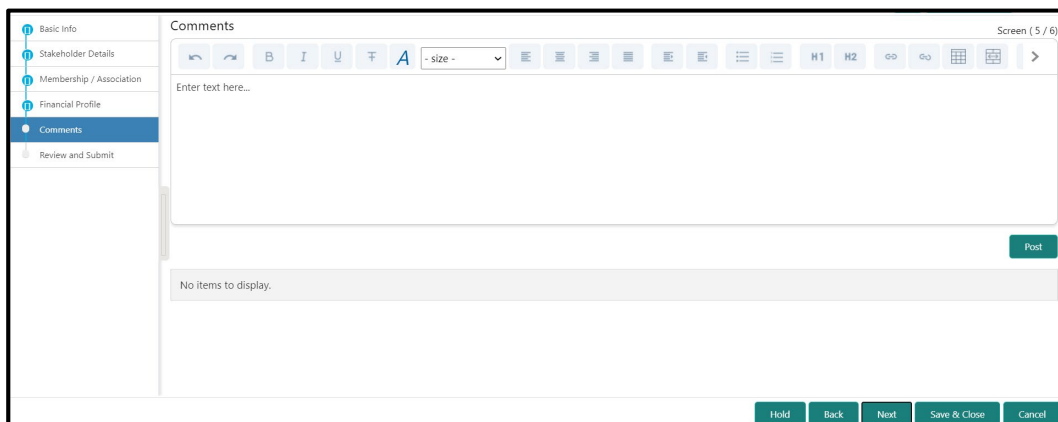 Basic Info
Stakeholder Details
Membership / Association
Financial Profile
Comments
Review and Submit
Comments
Screen ( 5 / 6)
B I U T A - size - H1 H2
Enter text here...
Post
No items to display.
Hold Back Next Save & Close Cancel